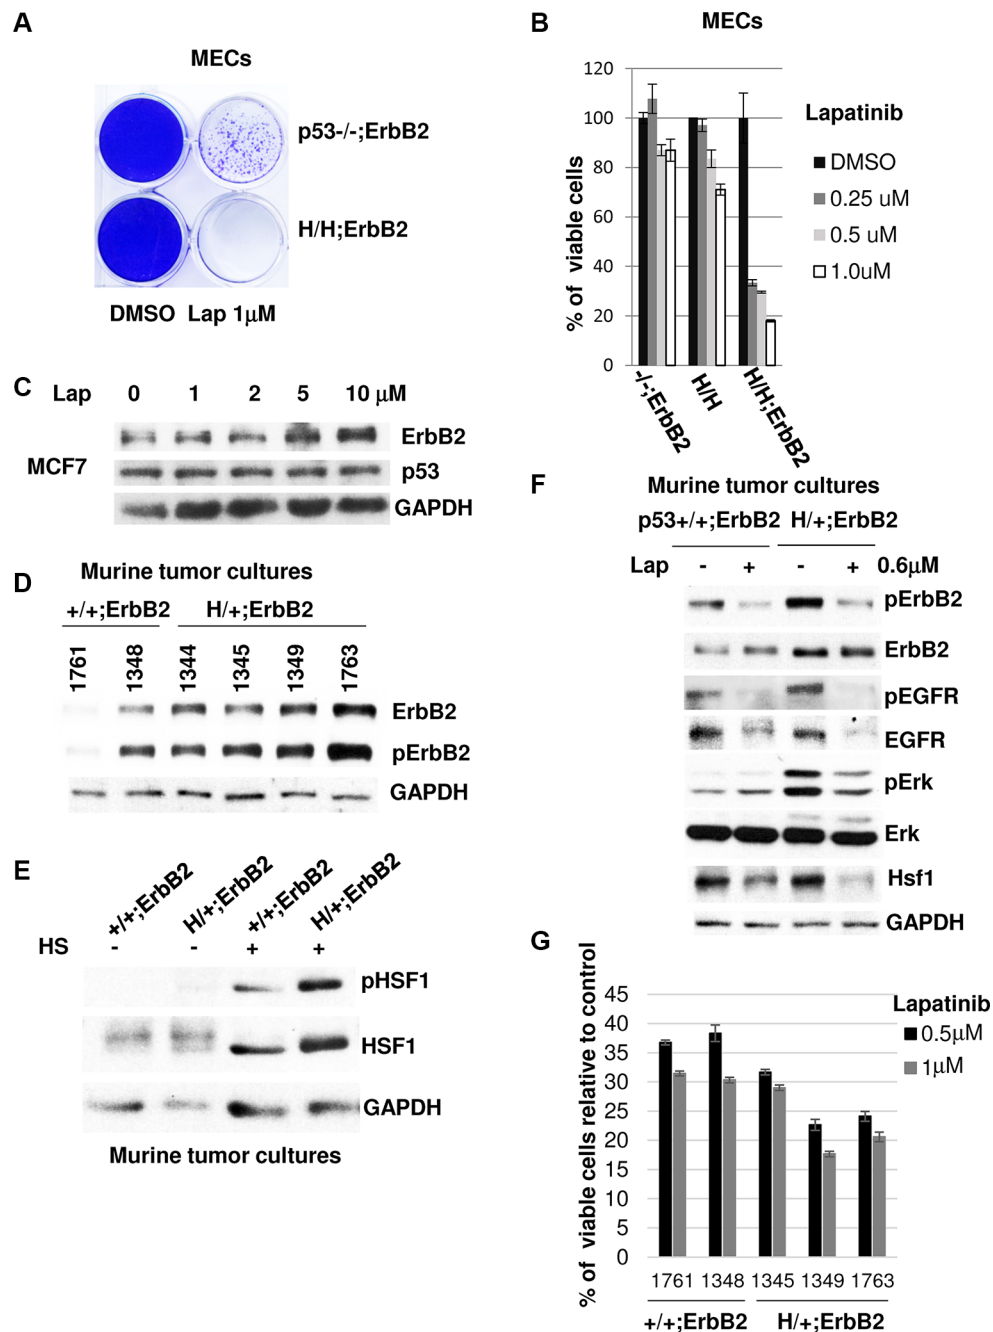 A
MECs
p53-/-;ErbB2
H/H;ErbB2
DMSO Lap 1μM
B
MECs
% of viable cells
120
100
80
60
40
20
0
-/-;ErbB2
H/H
H/H;ErbB2
Lapatinib
DMSO
0.25 uM
0.5 uM
1.0uM
C
Lap 0 1 2 5 10 μM
MCF7
ErbB2
p53
GAPDH
D
Murine tumor cultures
+/+;ErbB2 H/+;ErbB2
1761 1348 1344 1345 1349 1763
ErbB2
pErbB2
GAPDH
E
+/+;ErbB2 H/+;ErbB2 +/+;ErbB2 H/+;ErbB2
HS - - + +
pHSF1
HSF1
GAPDH
Murine tumor cultures
F
Murine tumor cultures
p53+/+;ErbB2 H/+;ErbB2
Lap - + - + 0.6μM
pErbB2
ErbB2
pEGFR
EGFR
pErk
Erk
Hsf1
GAPDH
G
% of viable cells relative to control
45
40
35
30
25
20
15
10
5
0
1761 1348 1345 1349 1763
+/+;ErbB2 H/+;ErbB2
Lapatinib
0.5μM
1μM